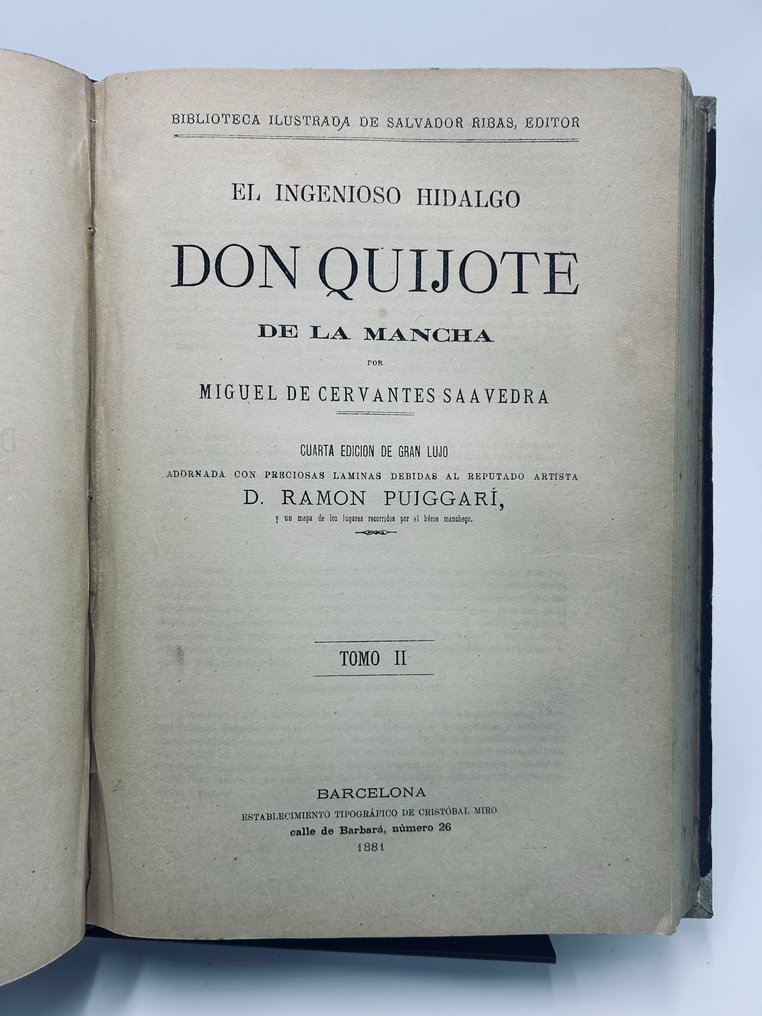 BIBLIOTECA ILUSTRADA DE SALVADOR RIBAS, EDITOR
EL INGENIOSO HIDALGO
DON QUIJOTE
DE LA MANCHA
POR
MIGUEL DE CERVANTES SAAVEDRA
CUARTA EDICION DE GRAN LUJO
ADORNADA CON PRECIOSAS LAMINAS DEBIDAS AL REPUTADO ARTISTA
D. RAMON PUIGGARÍ,
y un mapa de los lugares recorridos por el héroe manchego.
TOMO II
BARCELONA
ESTABLECIMIENTO TIPOGRÁFICO DE CRISTÓBAL MIRO
calle de Barbará, número 26
1881